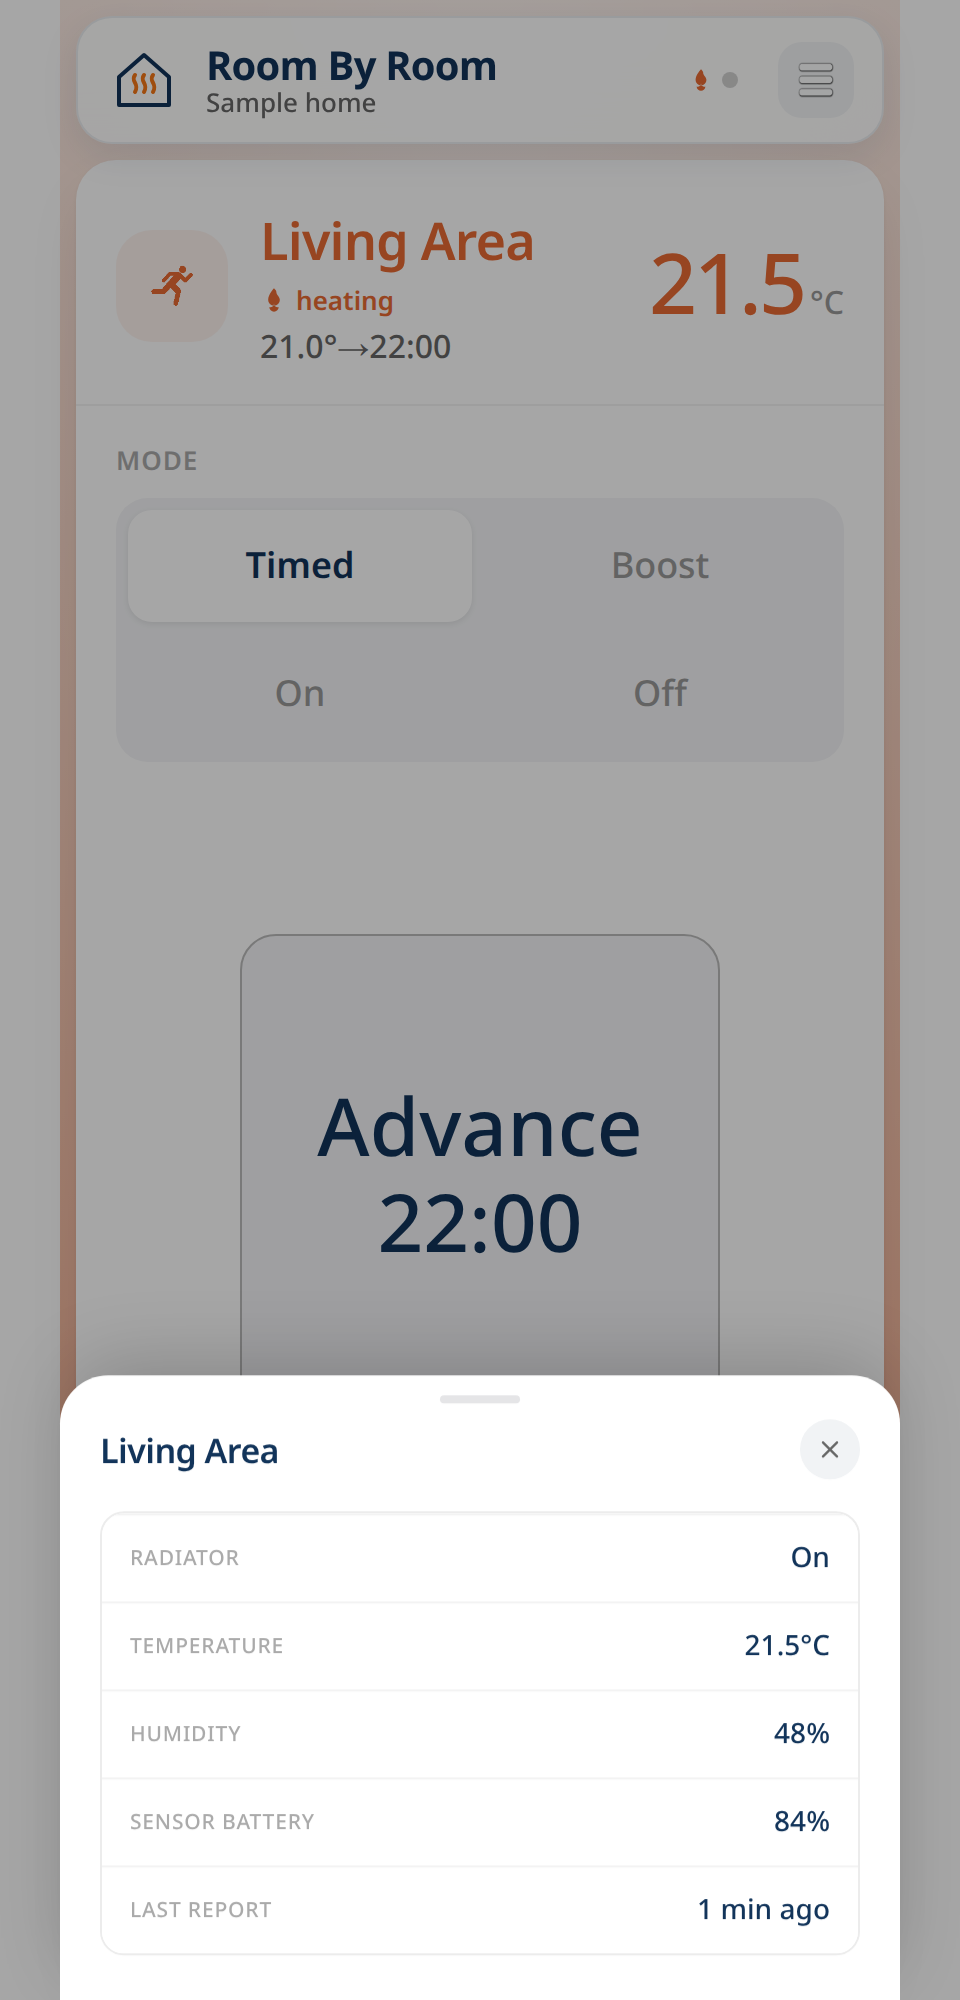 Room By Room
Sample home
Living Area
heating
21.0°→22:00
21.5 °C
MODE
Timed
Boost
On
Off
Advance
22:00
Living Area
RADIATOR
On
TEMPERATURE
21.5°C
HUMIDITY
48%
SENSOR BATTERY
84%
LAST REPORT
1 min ago